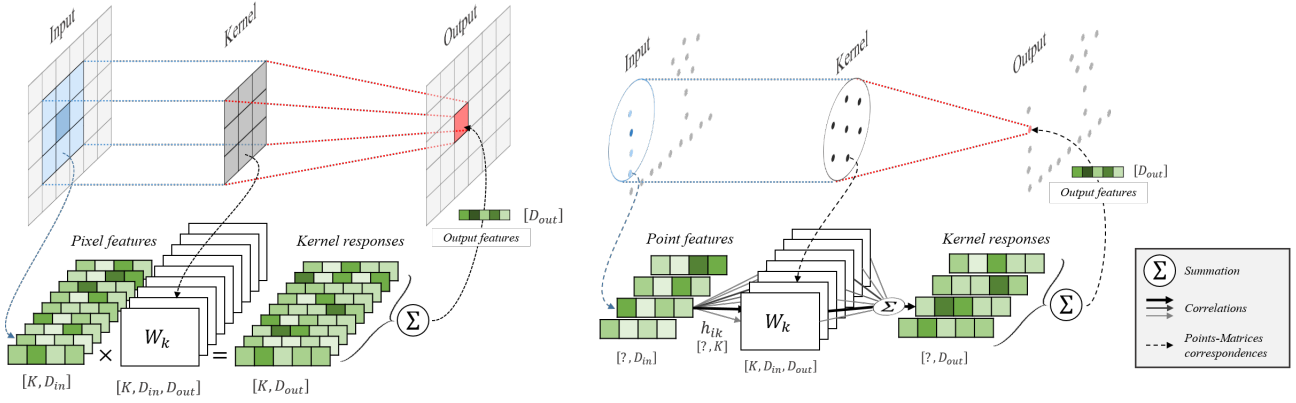 Input
Kernel
Output
Pixel features
Kernel responses
[D_out]
Output features
W_k
×
=
Σ
[K, D_in]
[K, D_in, D_out]
[K, D_out]
Input
Kernel
Output
[D_out]
Output features
Point features
Kernel responses
h_ik
[?, K]
W_k
Σ
Σ
[?, D_in]
[K, D_in, D_out]
[?, D_out]
Σ Summation
Correlations
Points-Matrices
correspondences